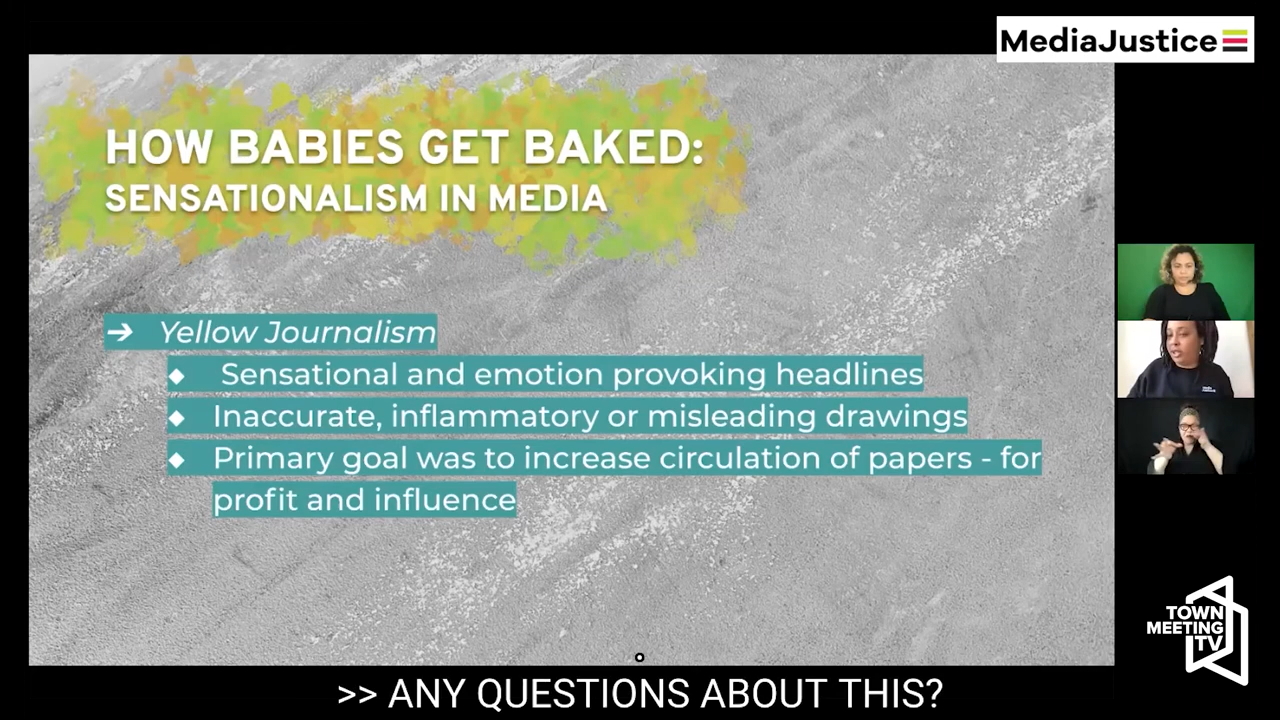 MediaJustice
HOW BABIES GET BAKED:
SENSATIONALISM IN MEDIA
➔ Yellow Journalism
◆ Sensational and emotion provoking headlines
◆ Inaccurate, inflammatory or misleading drawings
◆ Primary goal was to increase circulation of papers - for
profit and influence
TOWN
MEETING
TV
>> ANY QUESTIONS ABOUT THIS?